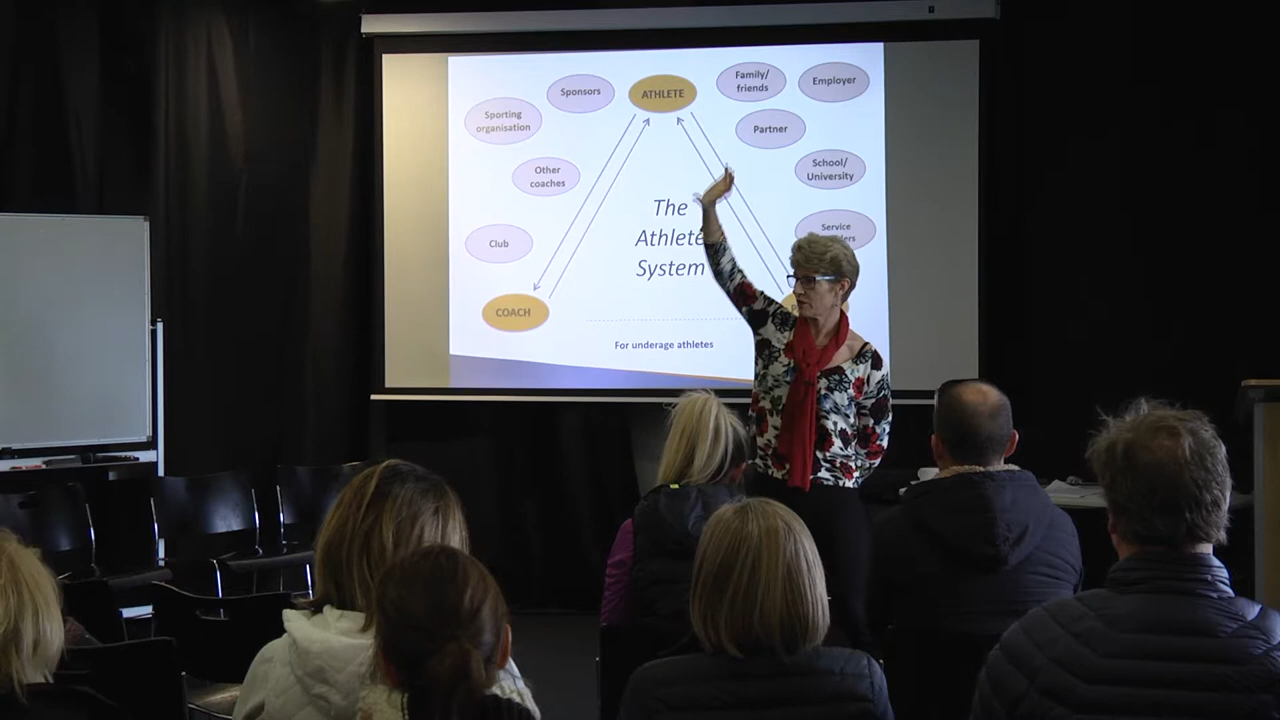 Sponsors
ATHLETE
Family/
friends
Employer
Sporting
organisation
Partner
Other
coaches
School/
University
The
Athlete
System
Club
Service
COACH
For underage athletes